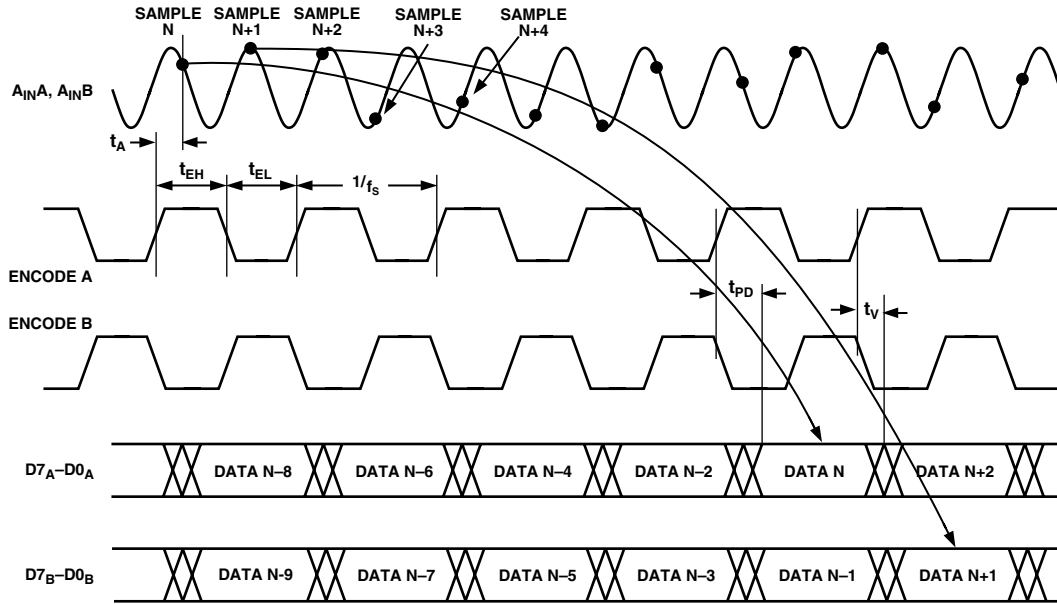 SAMPLE
N
SAMPLE
N+1
SAMPLE
N+2
SAMPLE
N+3
SAMPLE
N+4
AINA, AINB
tA
tEH
tEL
1/fS
ENCODE A
tPD
tV
ENCODE B
D7A–D0A
DATA N–8
DATA N–6
DATA N–4
DATA N–2
DATA N
DATA N+2
D7B–D0B
DATA N-9
DATA N–7
DATA N–5
DATA N–3
DATA N–1
DATA N+1